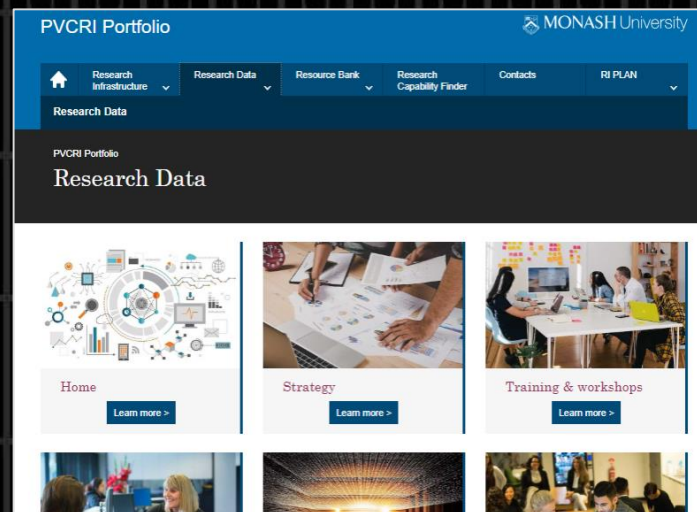 PVCRI Portfolio
MONASH University
Research Infrastructure
Research Data
Resource Bank
Research Capability Finder
Contacts
RI PLAN
Research Data
PVCRI Portfolio
Research Data
Home
Strategy
Training & workshops
Learn more >
Learn more >
Learn more >